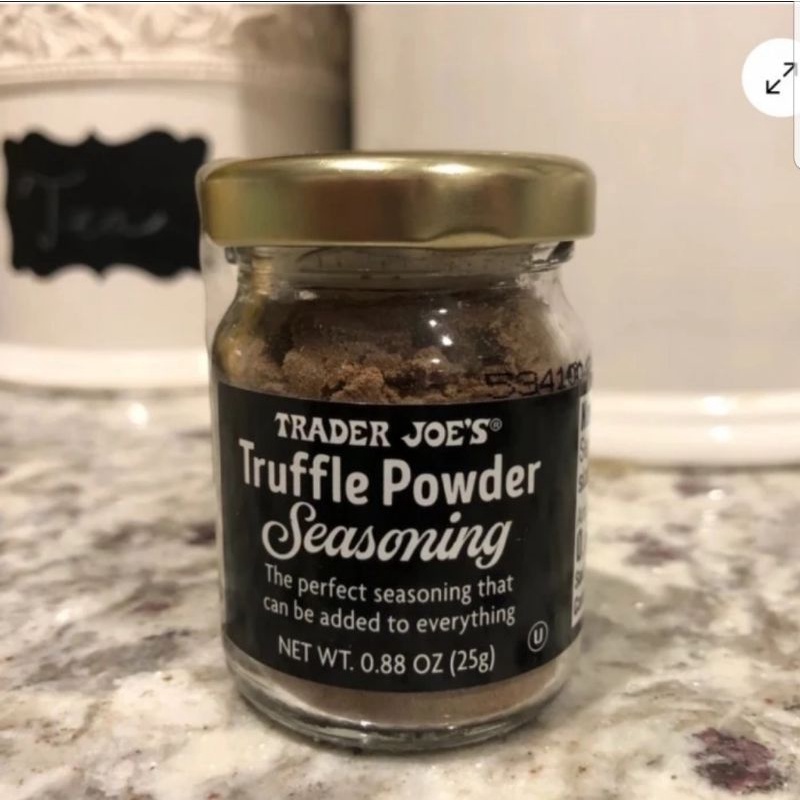 Tea
TRADER JOE'S®
Truffle Powder
Seasoning
The perfect seasoning that
can be added to everything
NET WT. 0.88 OZ (25g)
U